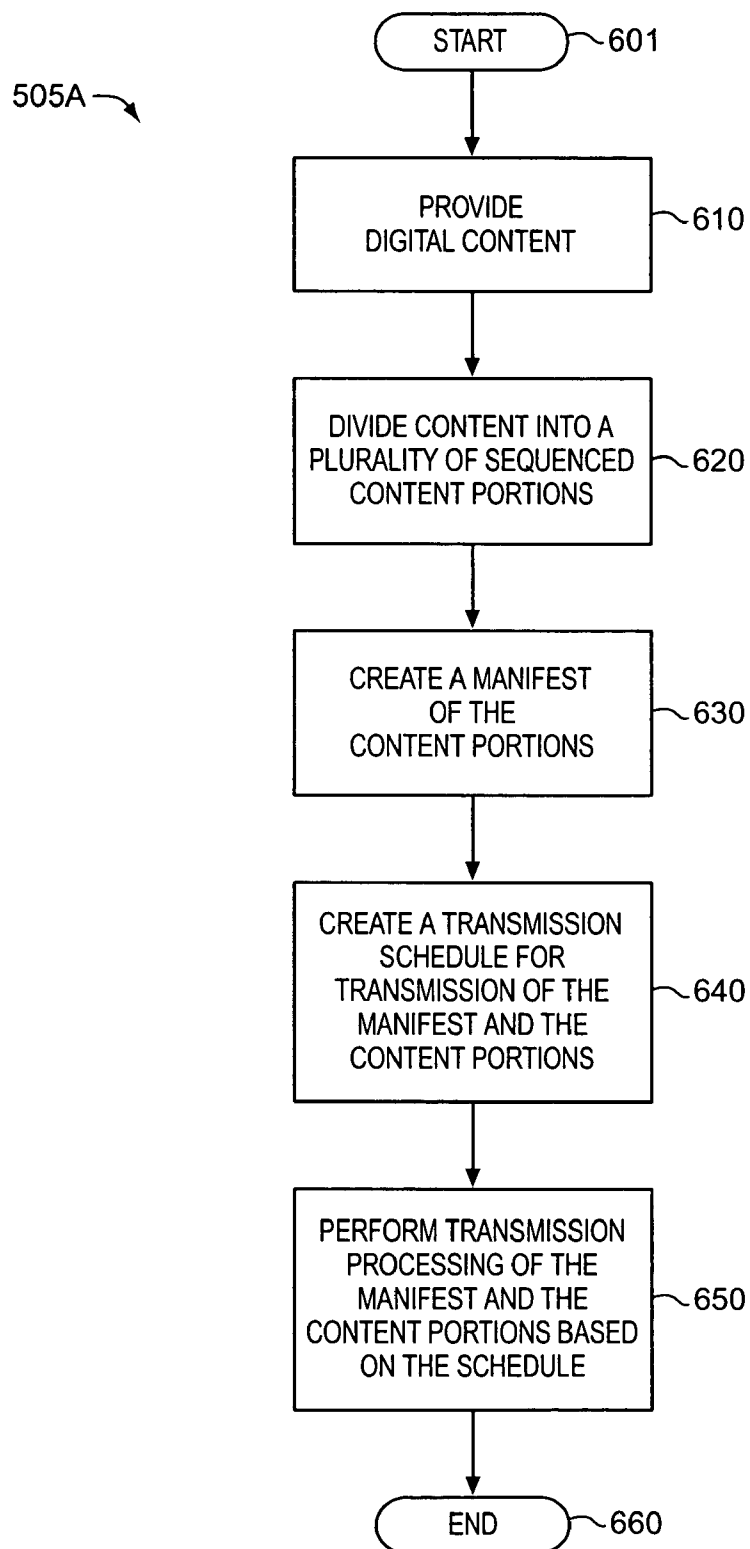 START
601
505A
PROVIDE
DIGITAL CONTENT
610
DIVIDE CONTENT INTO A
PLURALITY OF SEQUENCED
CONTENT PORTIONS
620
CREATE A MANIFEST
OF THE
CONTENT PORTIONS
630
CREATE A TRANSMISSION
SCHEDULE FOR
TRANSMISSION OF THE
MANIFEST AND THE
CONTENT PORTIONS
640
PERFORM TRANSMISSION
PROCESSING OF THE
MANIFEST AND THE
CONTENT PORTIONS BASED
ON THE SCHEDULE
650
END
660